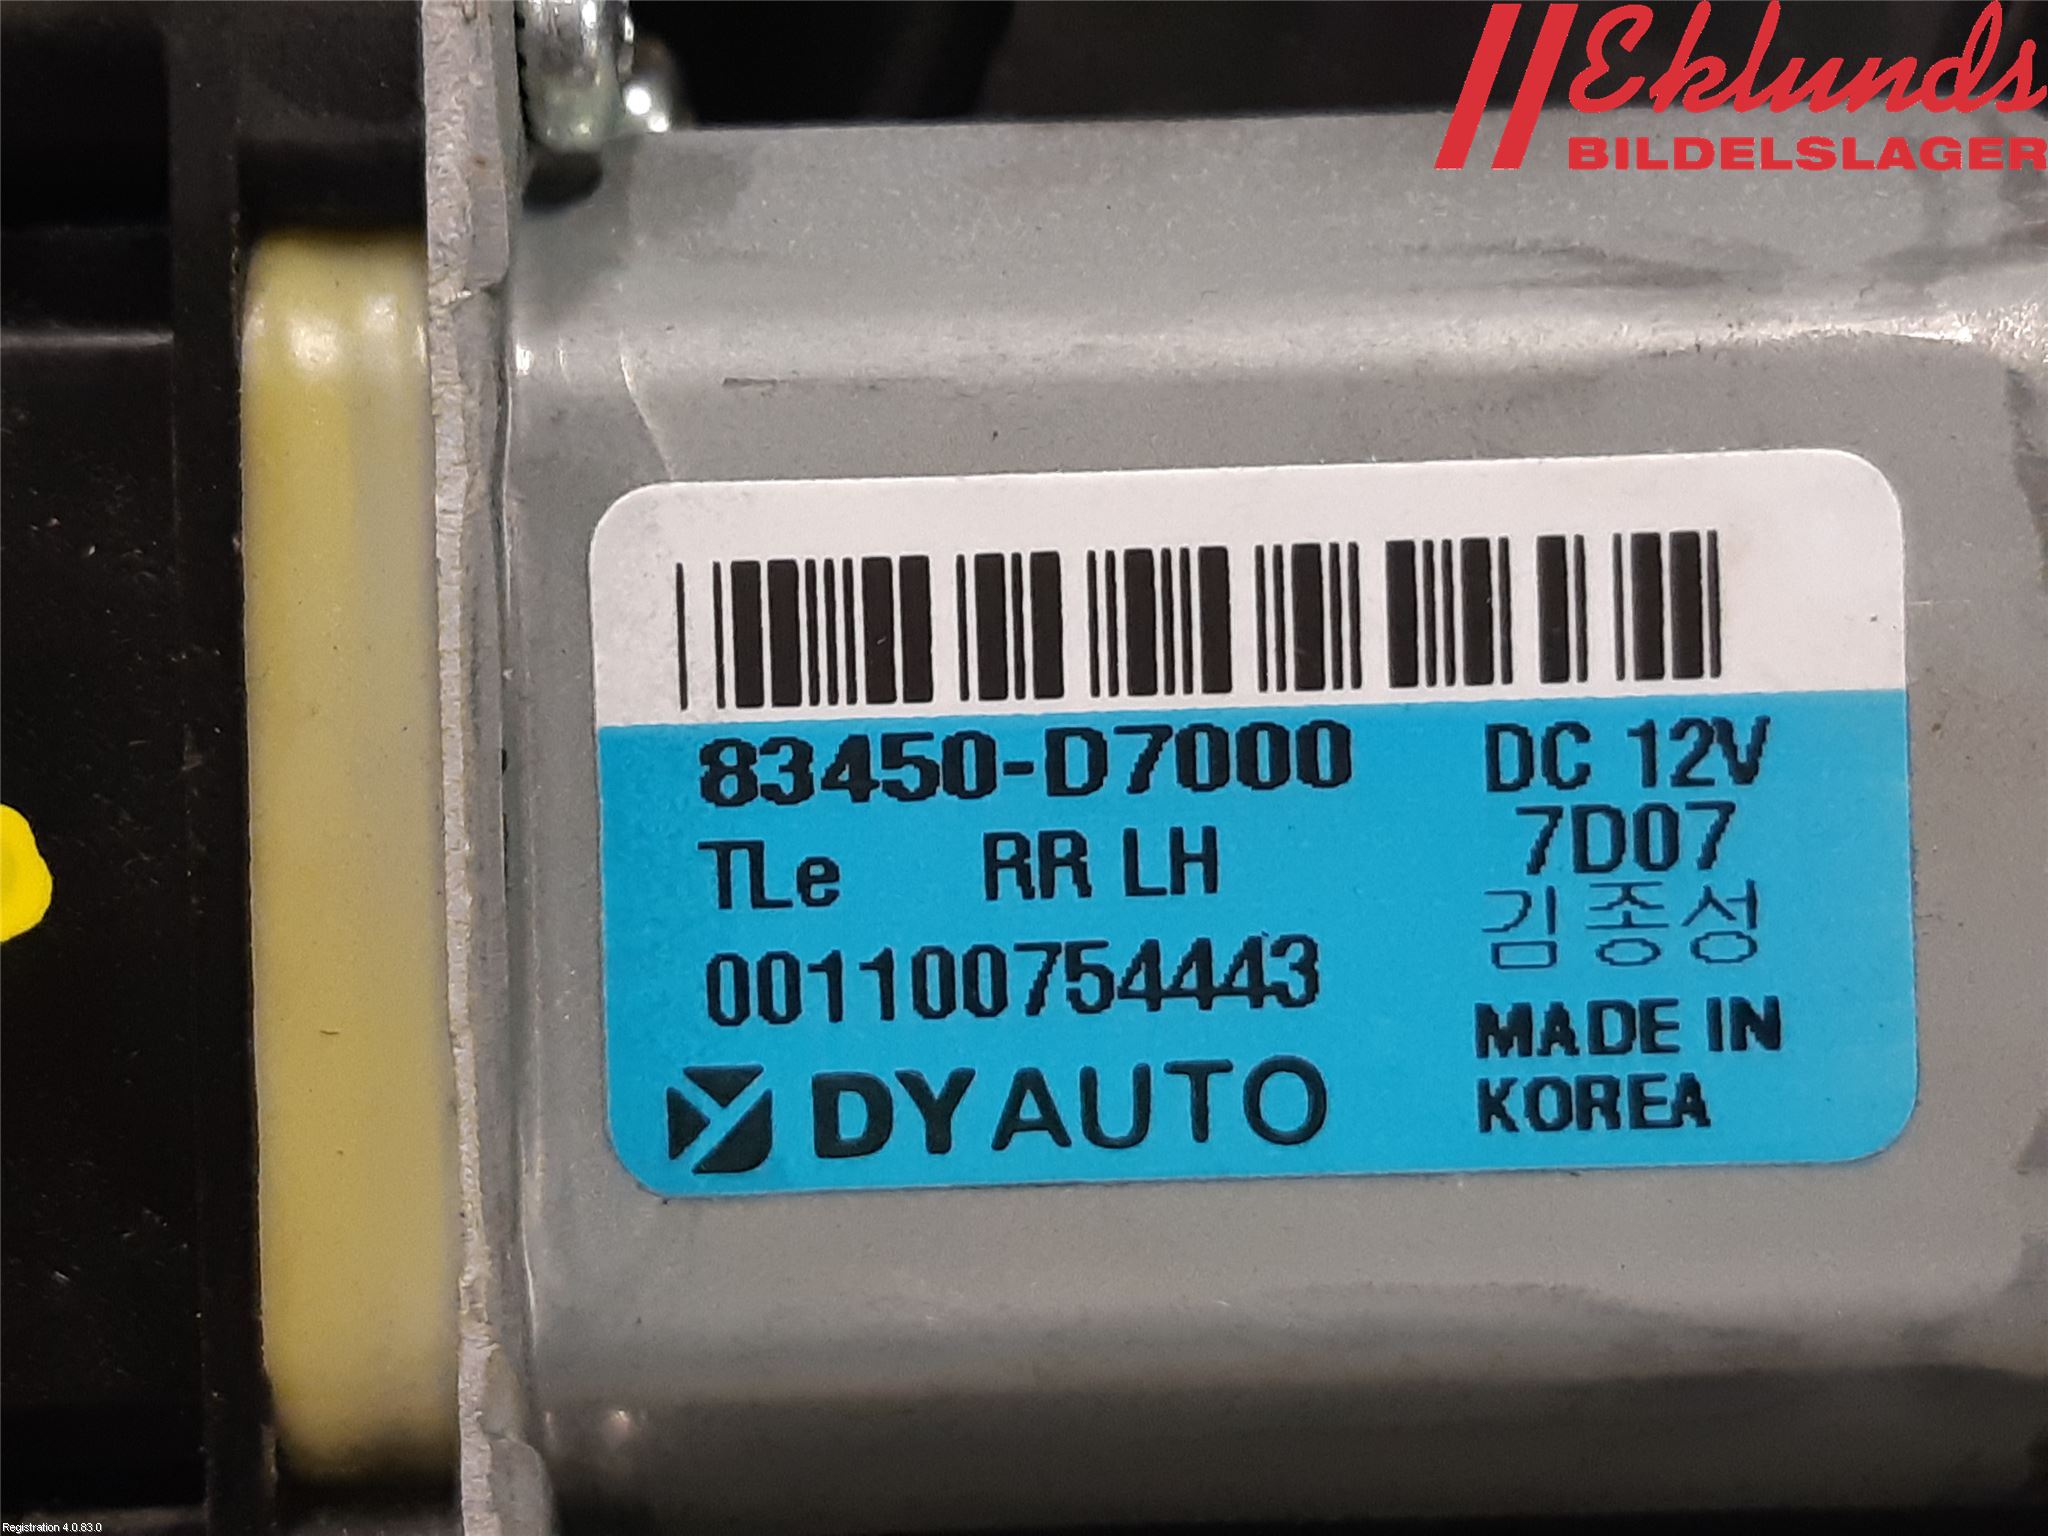 Eklunds
BILDELSLAGER
83450-D7000 DC 12V
TLe RR LH 7D07
김종성
001100754443
MADE IN
KOREA
DYAUTO
Registration 4.0.83.0